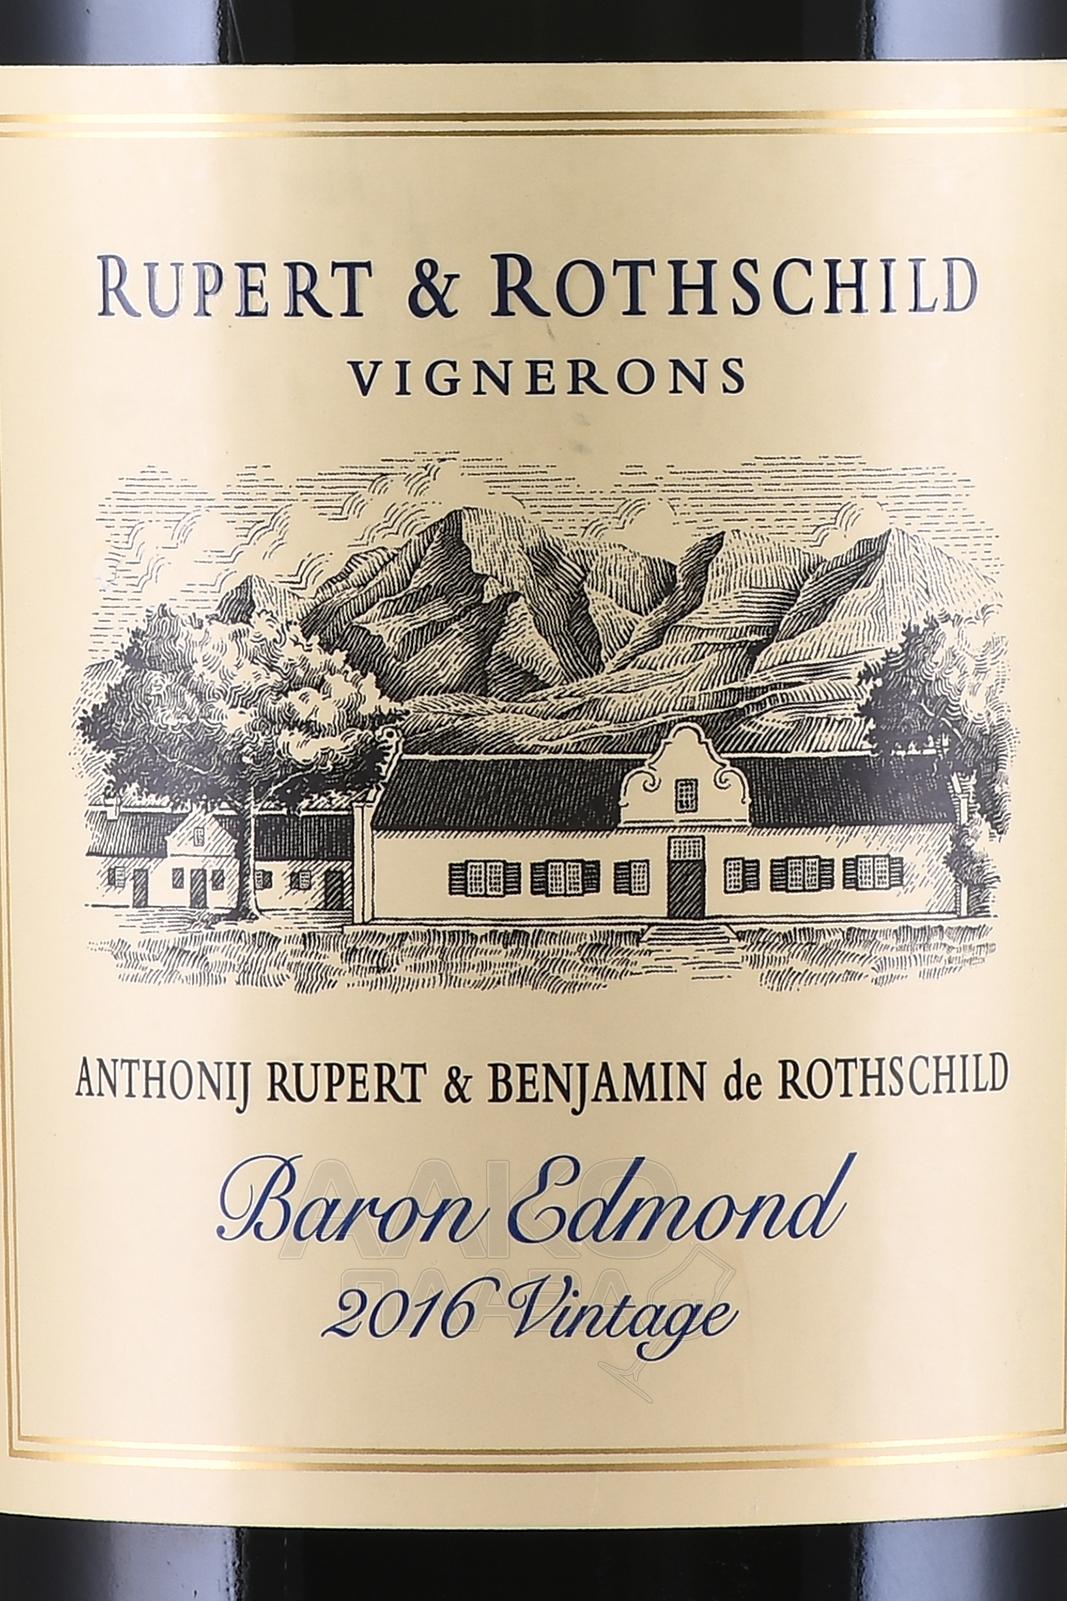 RUPERT & ROTHSCHILD
VIGNERONS
ANTHONIJ RUPERT & BENJAMIN de ROTHSCHILD
Baron Edmond
2016 Vintage